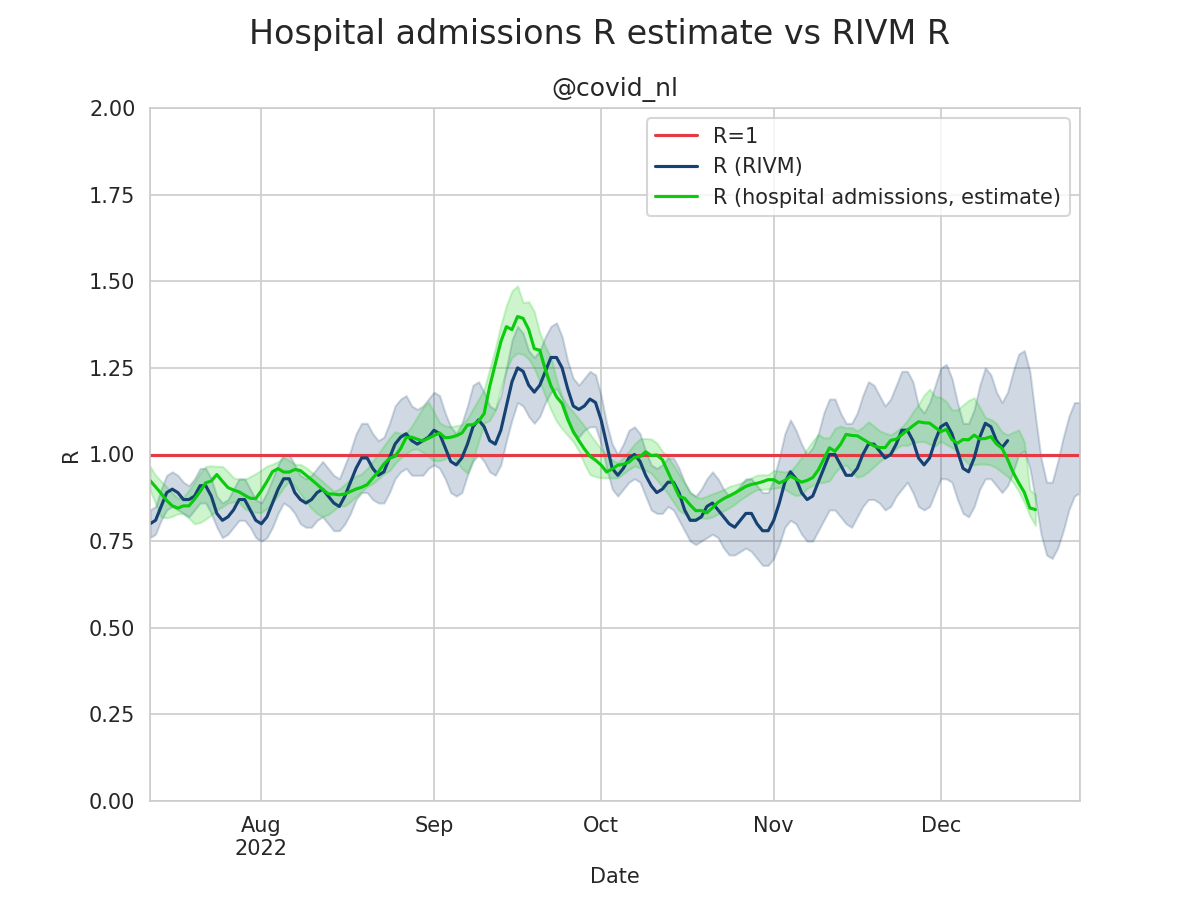 Hospital admissions R estimate vs RIVM R
@covid_nl
2.00
1.75
1.50
1.25
1.00
0.75
0.50
0.25
0.00
R
R=1
R (RIVM)
R (hospital admissions, estimate)
Aug
2022
Sep
Oct
Nov
Dec
Date